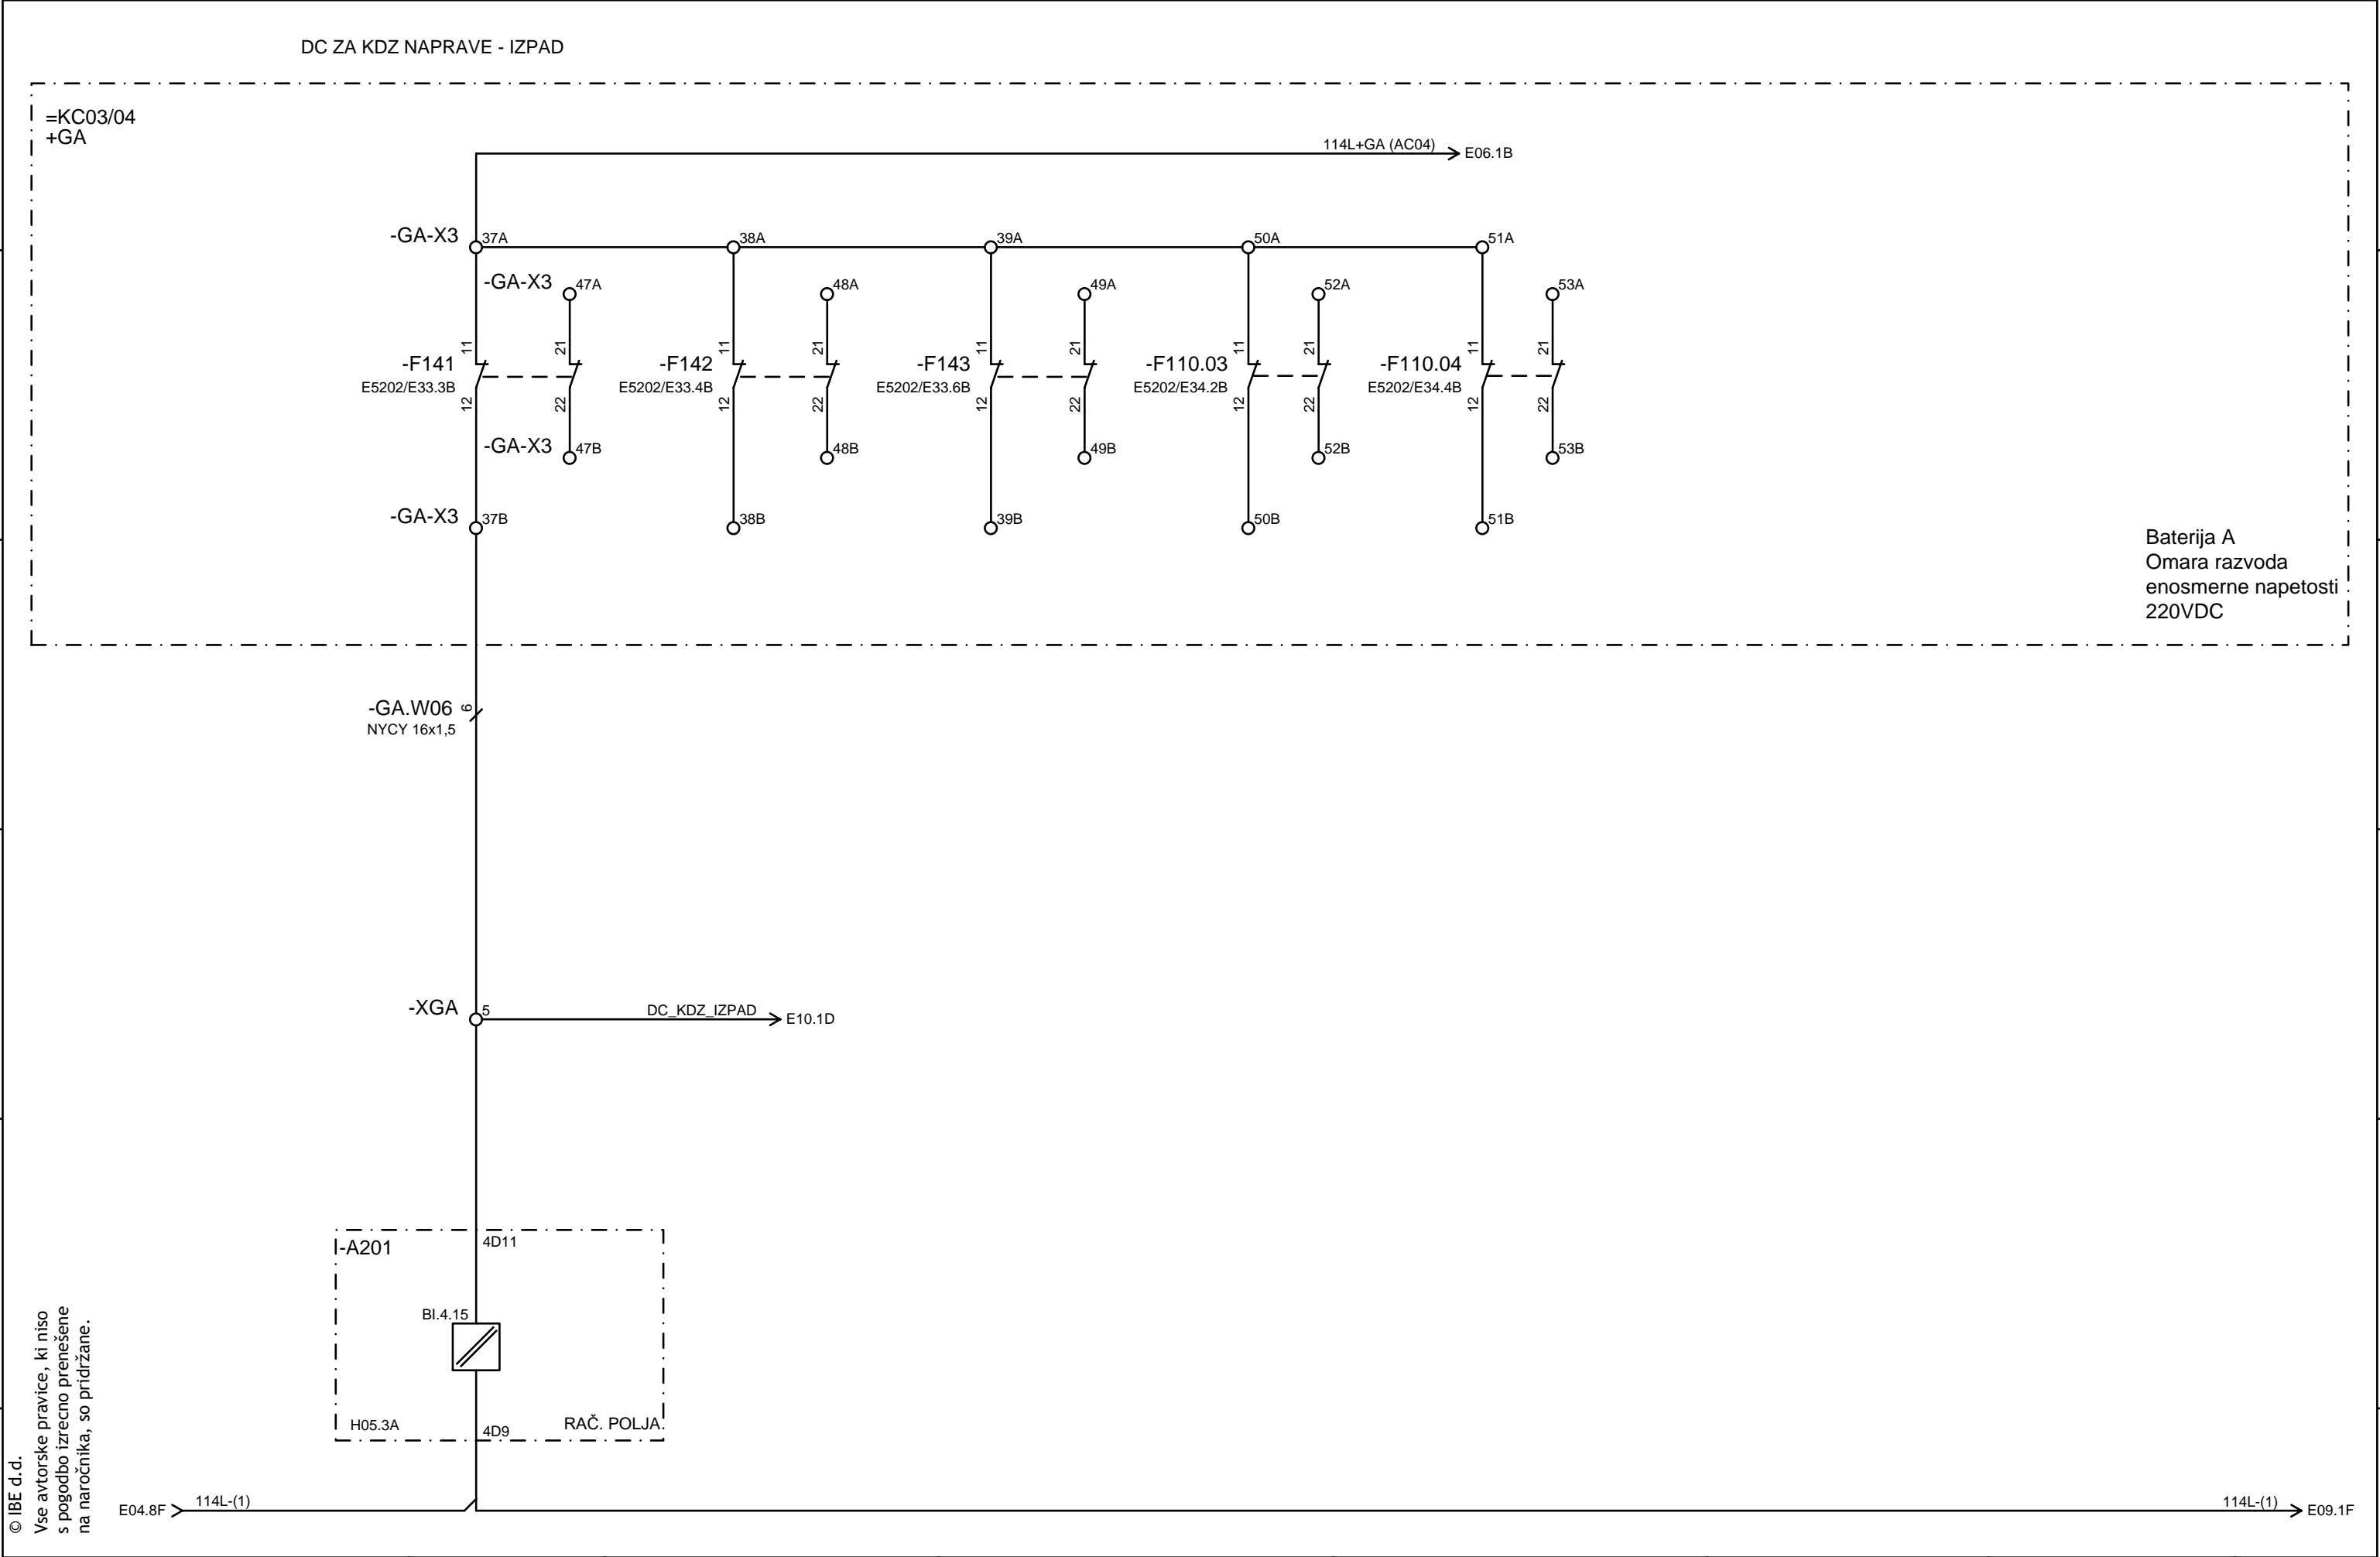 DC ZA KDZ NAPRAVE - IZPAD
=KC03/04
+GA
114L+GA (AC04)
E06.1B
-GA-X3
37A
38A
39A
50A
51A
-GA-X3
47A
48A
49A
52A
53A
11
21
11
21
11
21
11
21
11
21
-F141
E5202/E33.3B
-F142
E5202/E33.4B
-F143
E5202/E33.6B
-F110.03
E5202/E34.2B
-F110.04
E5202/E34.4B
12
22
12
22
12
22
12
22
12
22
-GA-X3
47B
48B
49B
52B
53B
-GA-X3
37B
38B
39B
50B
51B
Baterija A
Omara razvoda
enosmerne napetosti
220VDC
-GA.W06
6
NYCY 16x1,5
-XGA
5
DC_KDZ_IZPAD
E10.1D
-A201
4D11
BI.4.15
H05.3A
4D9
RAČ. POLJA
© IBE d.d.
Vse avtorske pravice, ki niso
s pogodbo izrecno prenešene
na naročnika, so pridržane.
E04.8F
114L-(1)
114L-(1)
E09.1F